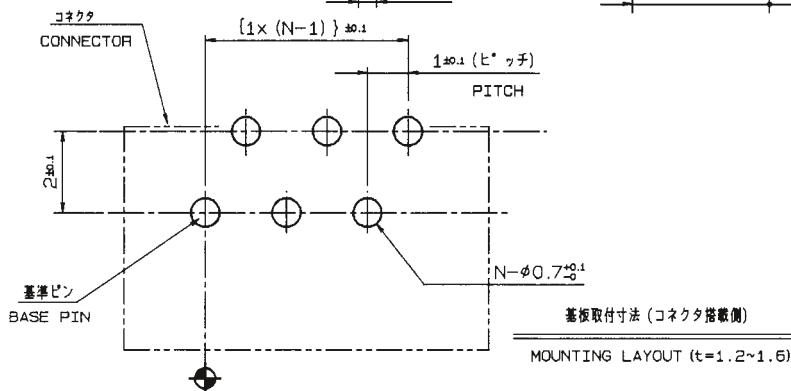 コネクタ
CONNECTOR
{1x (N-1) } ±0.1
1±0.1 (ピッチ)
PITCH
2±0.1
N-φ0.7 +0.1 -0
基準ピン
BASE PIN
基板取付寸法 (コネクタ搭載側)
MOUNTING LAYOUT (t=1.2~1.6)